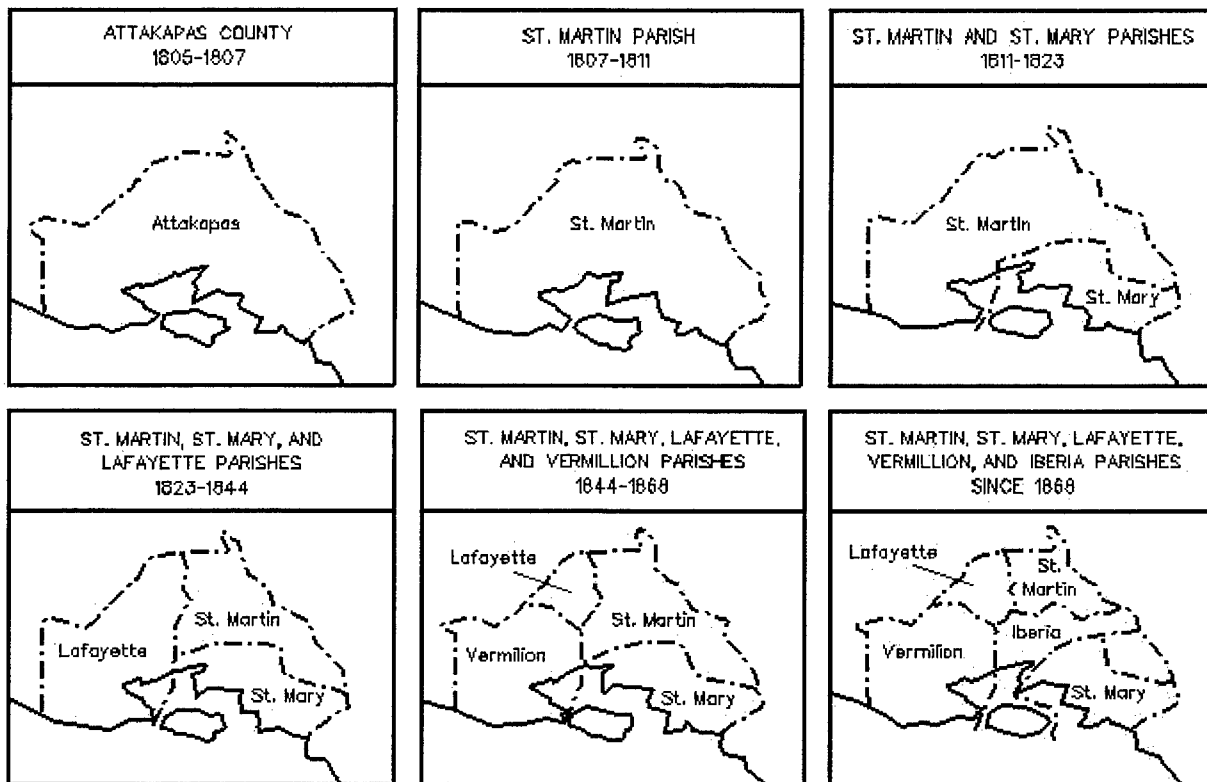 ATTAKAPAS COUNTY
1805-1807
Attakapas
ST. MARTIN PARISH
1807-1811
St. Martin
ST. MARTIN AND ST. MARY PARISHES
1811-1823
St. Martin
St. Mary
ST. MARTIN, ST. MARY, AND
LAFAYETTE PARISHES
1823-1844
St. Martin
Lafayette
St. Mary
ST. MARTIN, ST. MARY, LAFAYETTE,
AND VERMILLION PARISHES
1844-1868
Lafayette
St. Martin
Vermilion
St. Mary
ST. MARTIN, ST. MARY, LAFAYETTE,
VERMILLION, AND IBERIA PARISHES
SINCE 1868
Lafayette
St.
Martin
Iberia
Vermilion
St. Mary